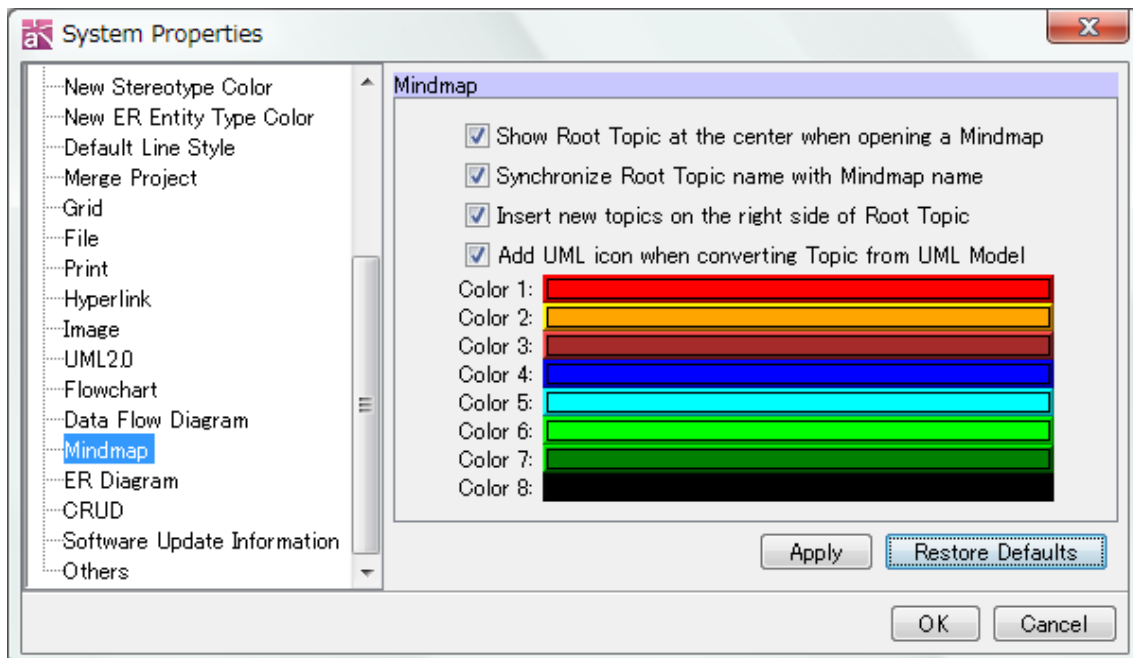 System Properties
New Stereotype Color
New ER Entity Type Color
Default Line Style
Merge Project
Grid
File
Print
Hyperlink
Image
UML2.0
Flowchart
Data Flow Diagram
Mindmap
ER Diagram
CRUD
Software Update Information
Others
Mindmap
Show Root Topic at the center when opening a Mindmap
Synchronize Root Topic name with Mindmap name
Insert new topics on the right side of Root Topic
Add UML icon when converting Topic from UML Model
Color 1:
Color 2:
Color 3:
Color 4:
Color 5:
Color 6:
Color 7:
Color 8:
Apply Restore Defaults
OK Cancel